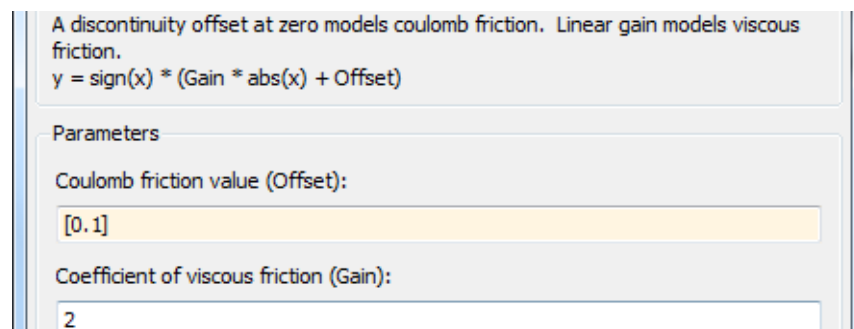 A discontinuity offset at zero models coulomb friction.  Linear gain models viscous
friction.
y = sign(x) * (Gain * abs(x) + Offset)
Parameters
Coulomb friction value (Offset):
[0.1]
Coefficient of viscous friction (Gain):
2